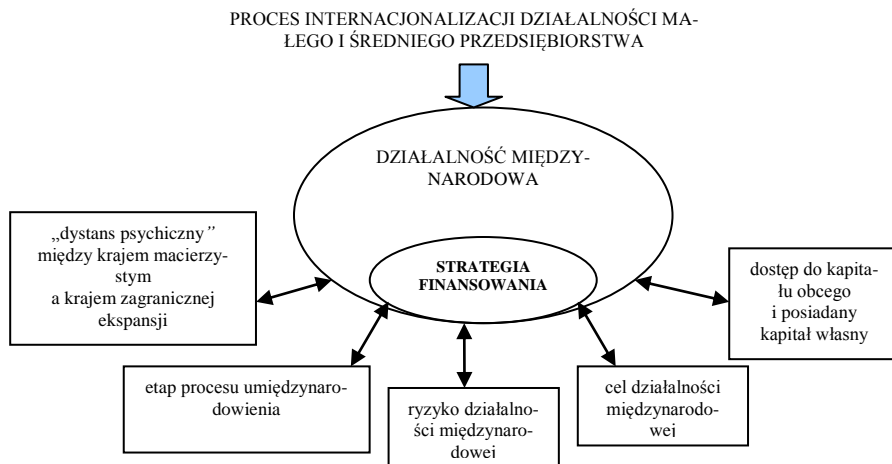 PROCES INTERNACJONALIZACJI DZIAŁALNOŚCI MA-
ŁEGO I ŚREDNIEGO PRZEDSIĘBIORSTWA
DZIAŁALNOŚĆ MIĘDZY-
NARODOWA
STRATEGIA
FINANSOWANIA
„dystans psychiczny”
między krajem macierzy-
stym
a krajem zagranicznej
ekspansji
etap procesu umiędzynaro-
dowienia
ryzyko działalno-
ści międzynaro-
dowej
cel działalności
międzynarodo-
wej
dostęp do kapita-
łu obcego
i posiadany
kapitał własny